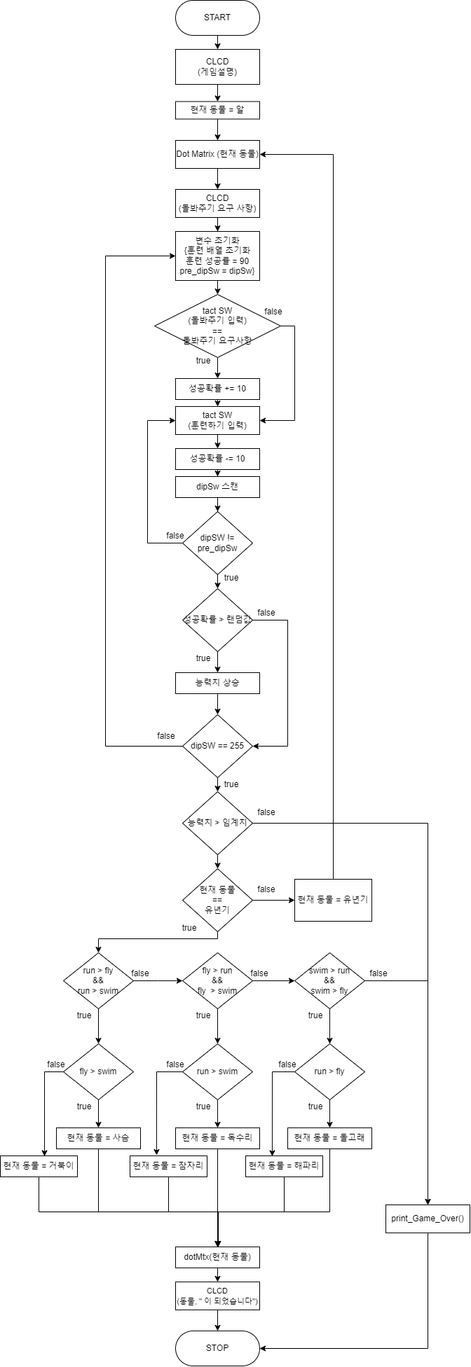 START
CLCD
(게임설명)
현재 동물 = 알
Dot Matrix (현재 동물)
CLCD
(돌봐주기 요구 사항)
변수 초기화
{훈련 배열 초기화
훈련 성공률 = 90
pre_dipSw = dipSw}
tact SW
(돌봐주기 입력)
==
돌봐주기 요구사항
false
true
성공확률 += 10
tact SW
(훈련하기 입력)
성공확률 -= 10
dipSw 스캔
false
dipSW !=
pre_dipSw
true
성공확률 > 랜덤값
false
true
능력치 상승
false
dipSW == 255
true
능력치 > 임계치
false
현재 동물
==
유년기
false
현재 동물 = 유년기
true
run > fly
&&
run > swim
false
fly > run
&&
fly > swim
false
swim > run
&&
swim > fly
false
true
true
true
false
fly > swim
false
run > swim
false
run > fly
true
true
true
현재 동물 = 사슴
현재 동물 = 독수리
현재 동물 = 돌고래
현재 동물 = 거북이
현재 동물 = 잠자리
현재 동물 = 해파리
print_Game_Over()
dotMtx(현재 동물)
CLCD
(동물, " 이 되었습니다")
STOP